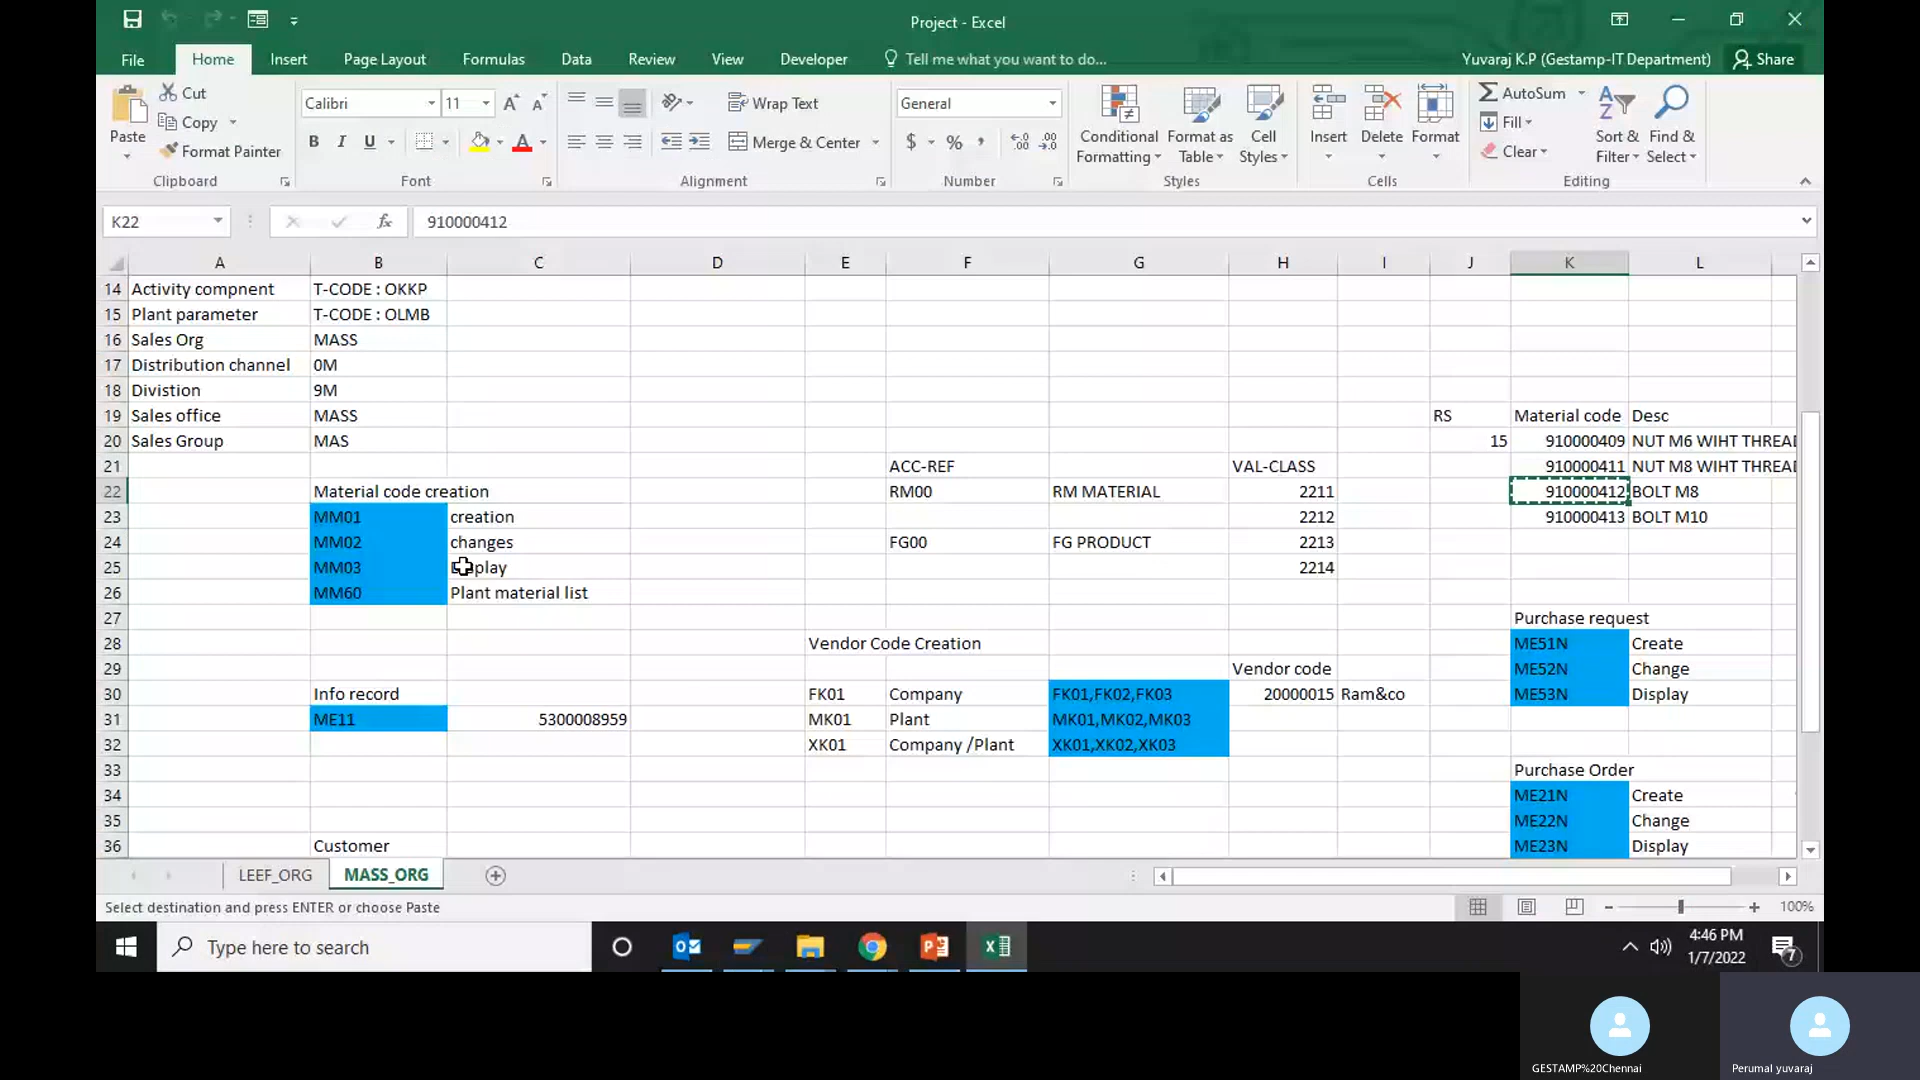 Project - Excel
File Home Insert Page Layout Formulas Data Review View Developer Tell me what you want to do... Yuvaraj K.P (Gestamp-IT Department) Share
Paste
Cut
Copy
Format Painter
Clipboard
Calibri 11
B I U A
Font
Wrap Text
Merge & Center
Alignment
General
$ % ,
Number
Conditional Formatting
Format as Table
Cell Styles
Styles
Insert Delete Format
Cells
AutoSum
Fill
Clear
Sort & Filter
Find & Select
Editing
K22 fx 910000412
A B C D E F G H I J K L
14 Activity compnent T-CODE : OKKP
15 Plant parameter T-CODE : OLMB
16 Sales Org MASS
17 Distribution channel 0M
18 Divistion 9M
19 Sales office MASS RS Material code Desc
20 Sales Group MAS 15 910000409 NUT M6 WIHT THREAD
21 ACC-REF VAL-CLASS 910000411 NUT M8 WIHT THREAD
22 Material code creation RM00 RM MATERIAL 2211 910000412 BOLT M8
23 MM01 creation 2212 910000413 BOLT M10
24 MM02 changes FG00 FG PRODUCT 2213
25 MM03 play 2214
26 MM60 Plant material list
27 Purchase request
28 Vendor Code Creation ME51N Create
29 Vendor code ME52N Change
30 Info record FK01 Company FK01,FK02,FK03 20000015 Ram&co ME53N Display
31 ME11 5300008959 MK01 Plant MK01,MK02,MK03
32 XK01 Company /Plant XK01,XK02,XK03
33 Purchase Order
34 ME21N Create
35 ME22N Change
36 Customer ME23N Display
LEEF_ORG MASS_ORG
Select destination and press ENTER or choose Paste 100%
Type here to search
4:46 PM
1/7/2022
7
GESTAMP%20Chennai
Perumal yuvaraj